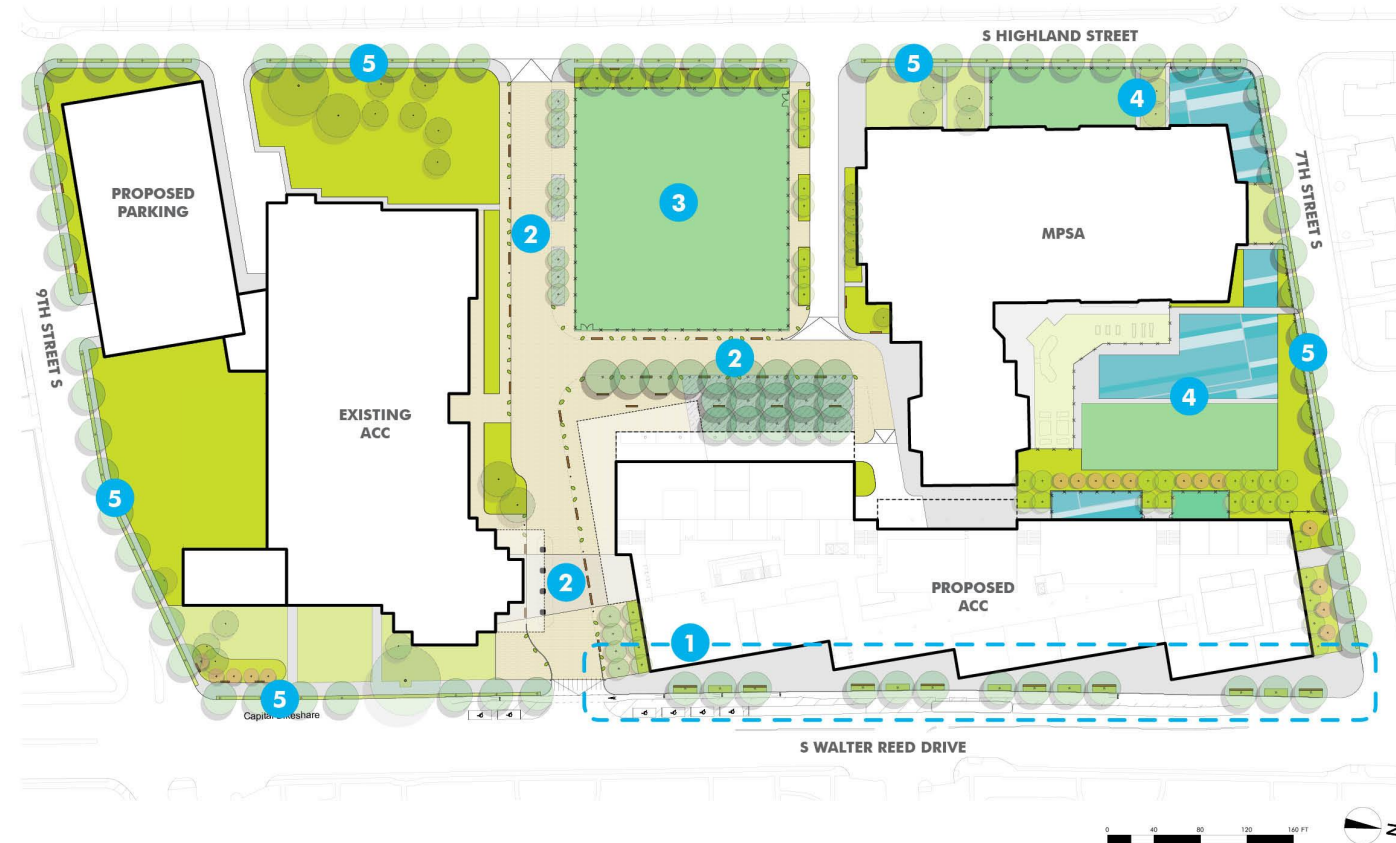 S HIGHLAND STREET
5
5
4
PROPOSED
PARKING
3
2
MPSA
7TH STREET S
9TH STREET S
2
5
4
EXISTING
ACC
5
2
PROPOSED
ACC
1
5
Capital Bikeshare
S WALTER REED DRIVE
0 40 80 120 160 FT
N